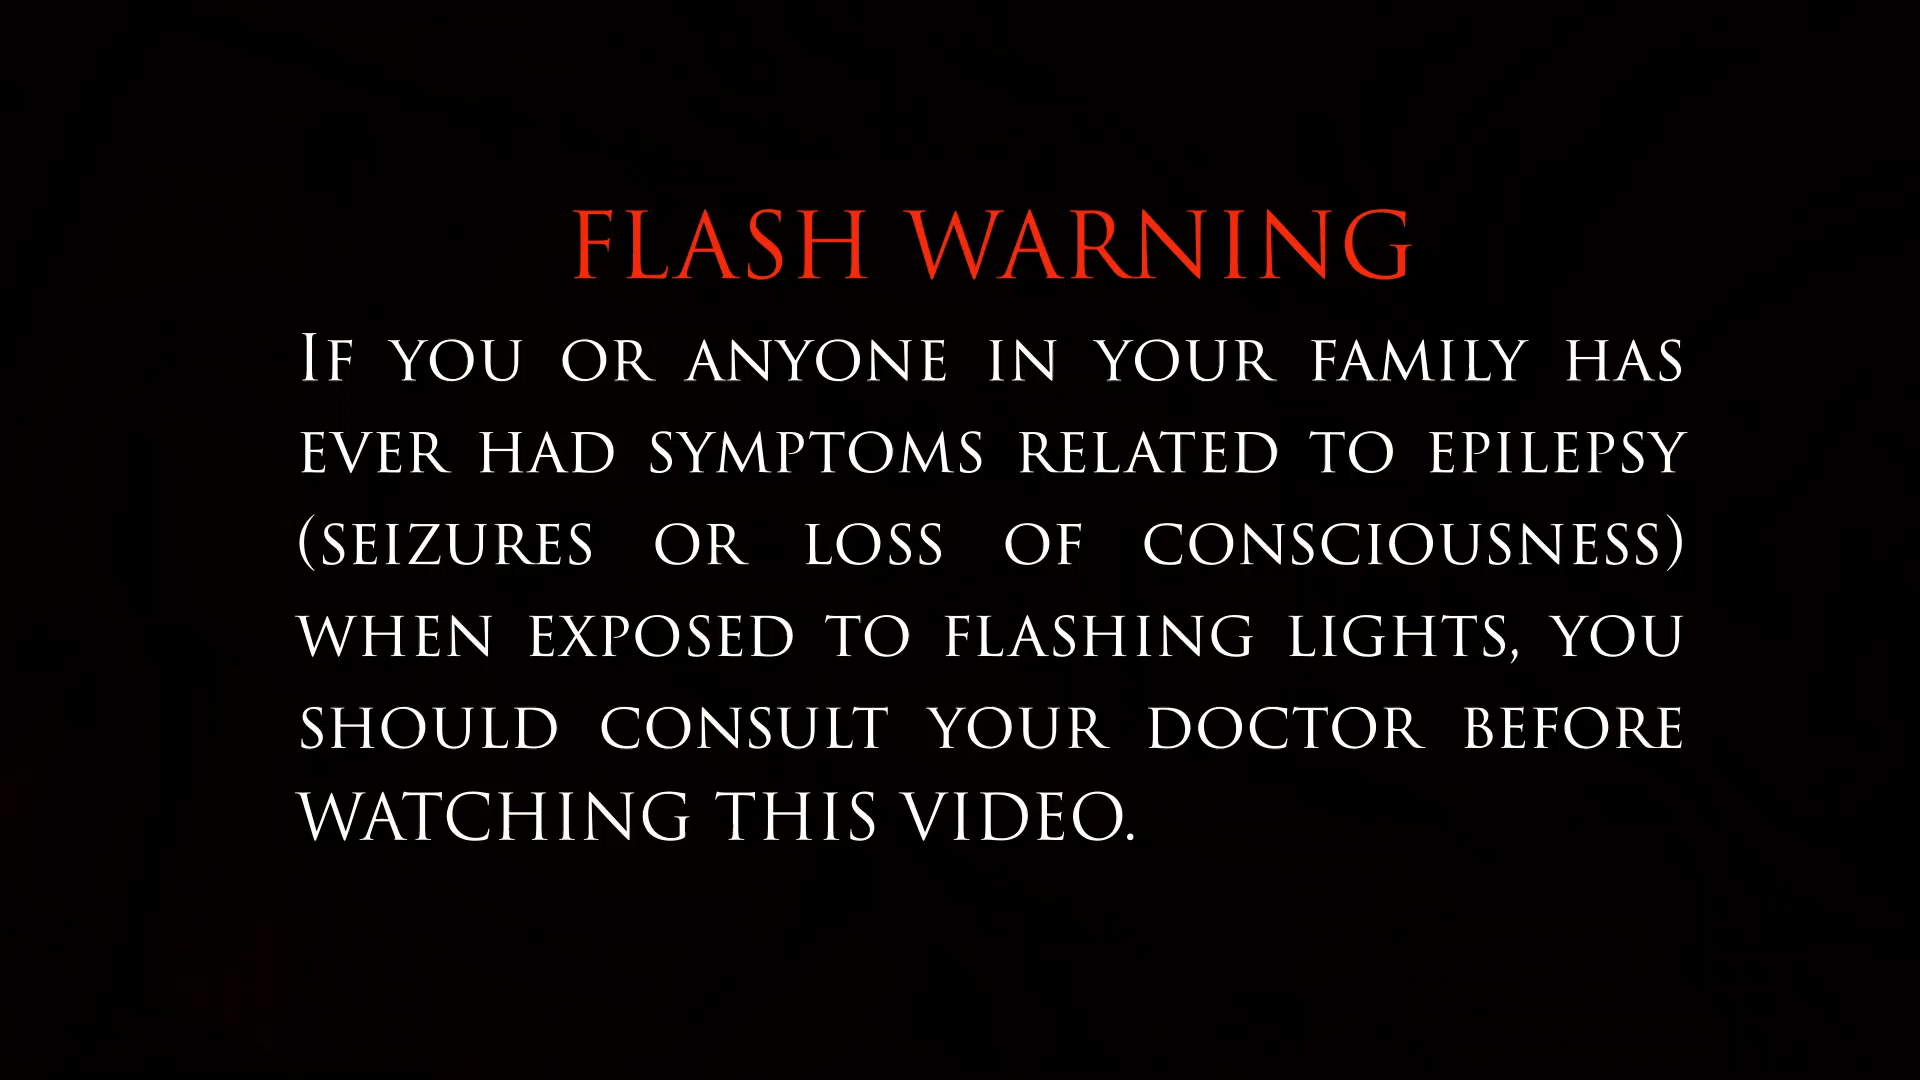 FLASH WARNING
If you or anyone in your family has
ever had symptoms related to epilepsy
(seizures or loss of consciousness)
when exposed to flashing lights, you
should consult your doctor before
WATCHING THIS VIDEO.